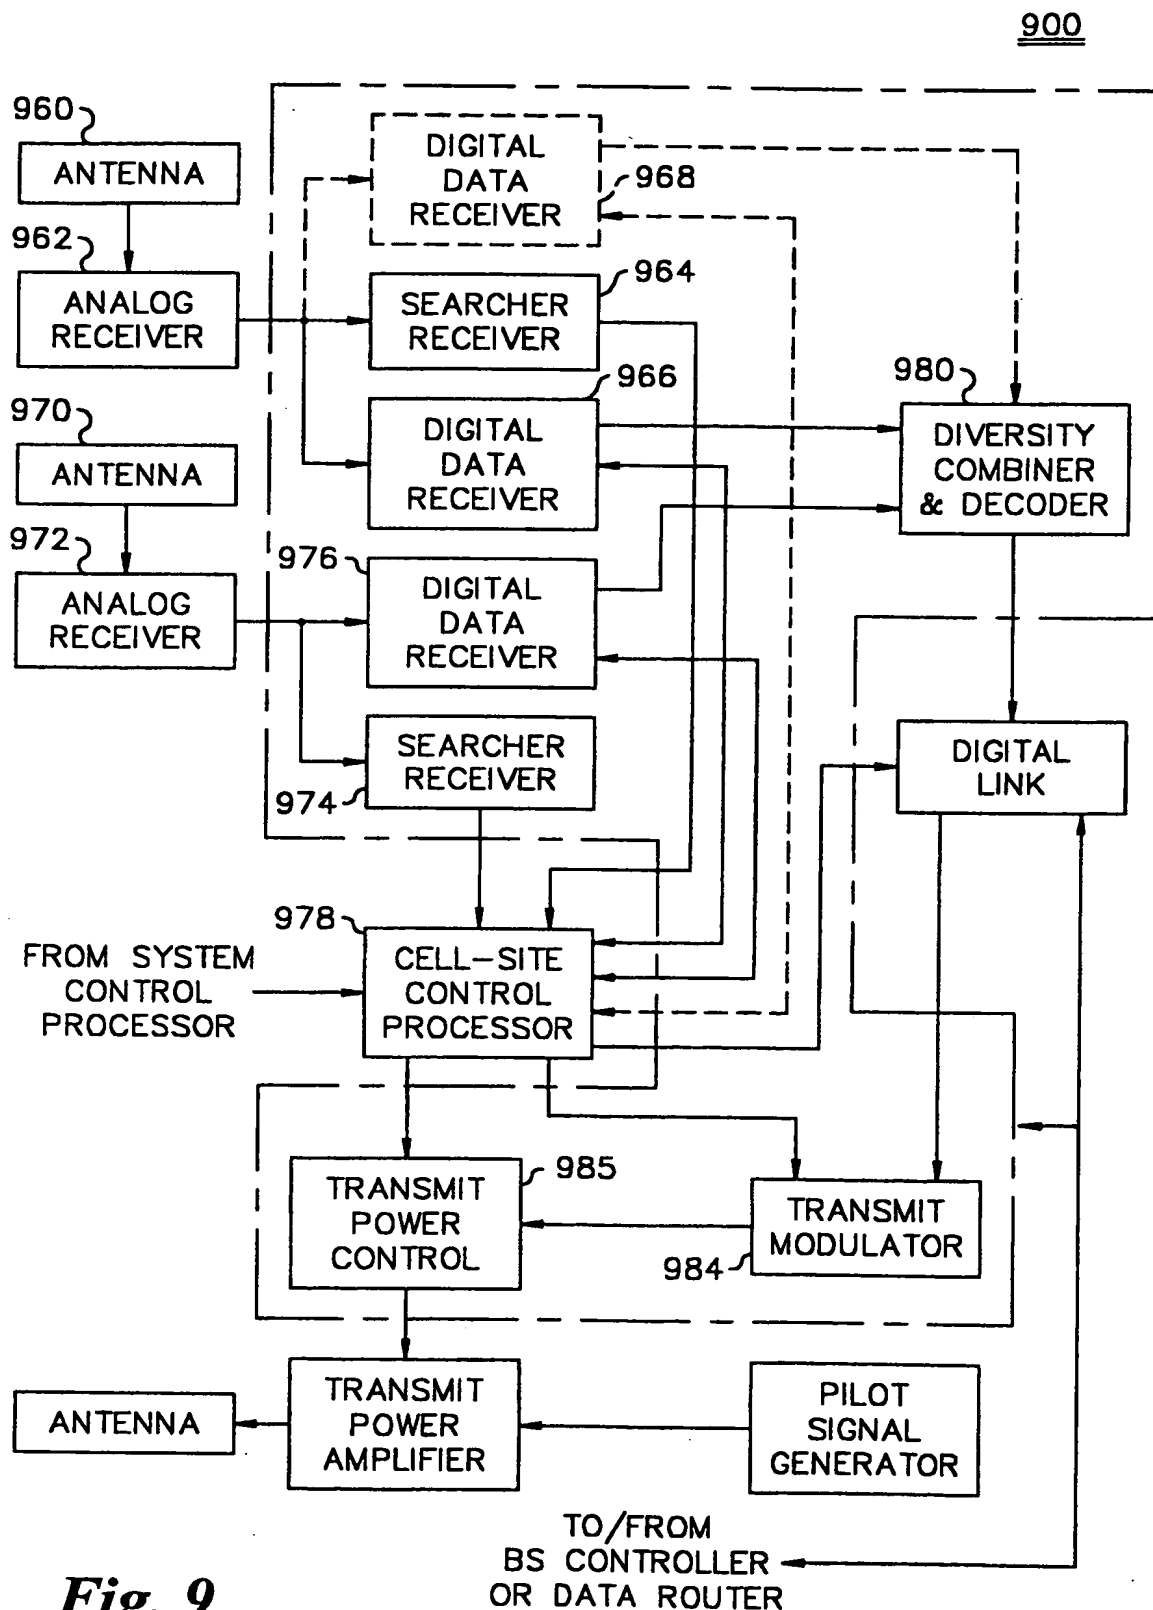 900
960
ANTENNA
962
ANALOG
RECEIVER
970
ANTENNA
972
ANALOG
RECEIVER
DIGITAL
DATA
RECEIVER
968
SEARCHER
RECEIVER
964
966
DIGITAL
DATA
RECEIVER
976
DIGITAL
DATA
RECEIVER
SEARCHER
RECEIVER
974
980
DIVERSITY
COMBINER
& DECODER
DIGITAL
LINK
978
CELL-SITE
CONTROL
PROCESSOR
FROM SYSTEM
CONTROL
PROCESSOR
985
TRANSMIT
POWER
CONTROL
TRANSMIT
MODULATOR
984
ANTENNA
TRANSMIT
POWER
AMPLIFIER
PILOT
SIGNAL
GENERATOR
TO/FROM
BS CONTROLLER
OR DATA ROUTER
Fig. 9